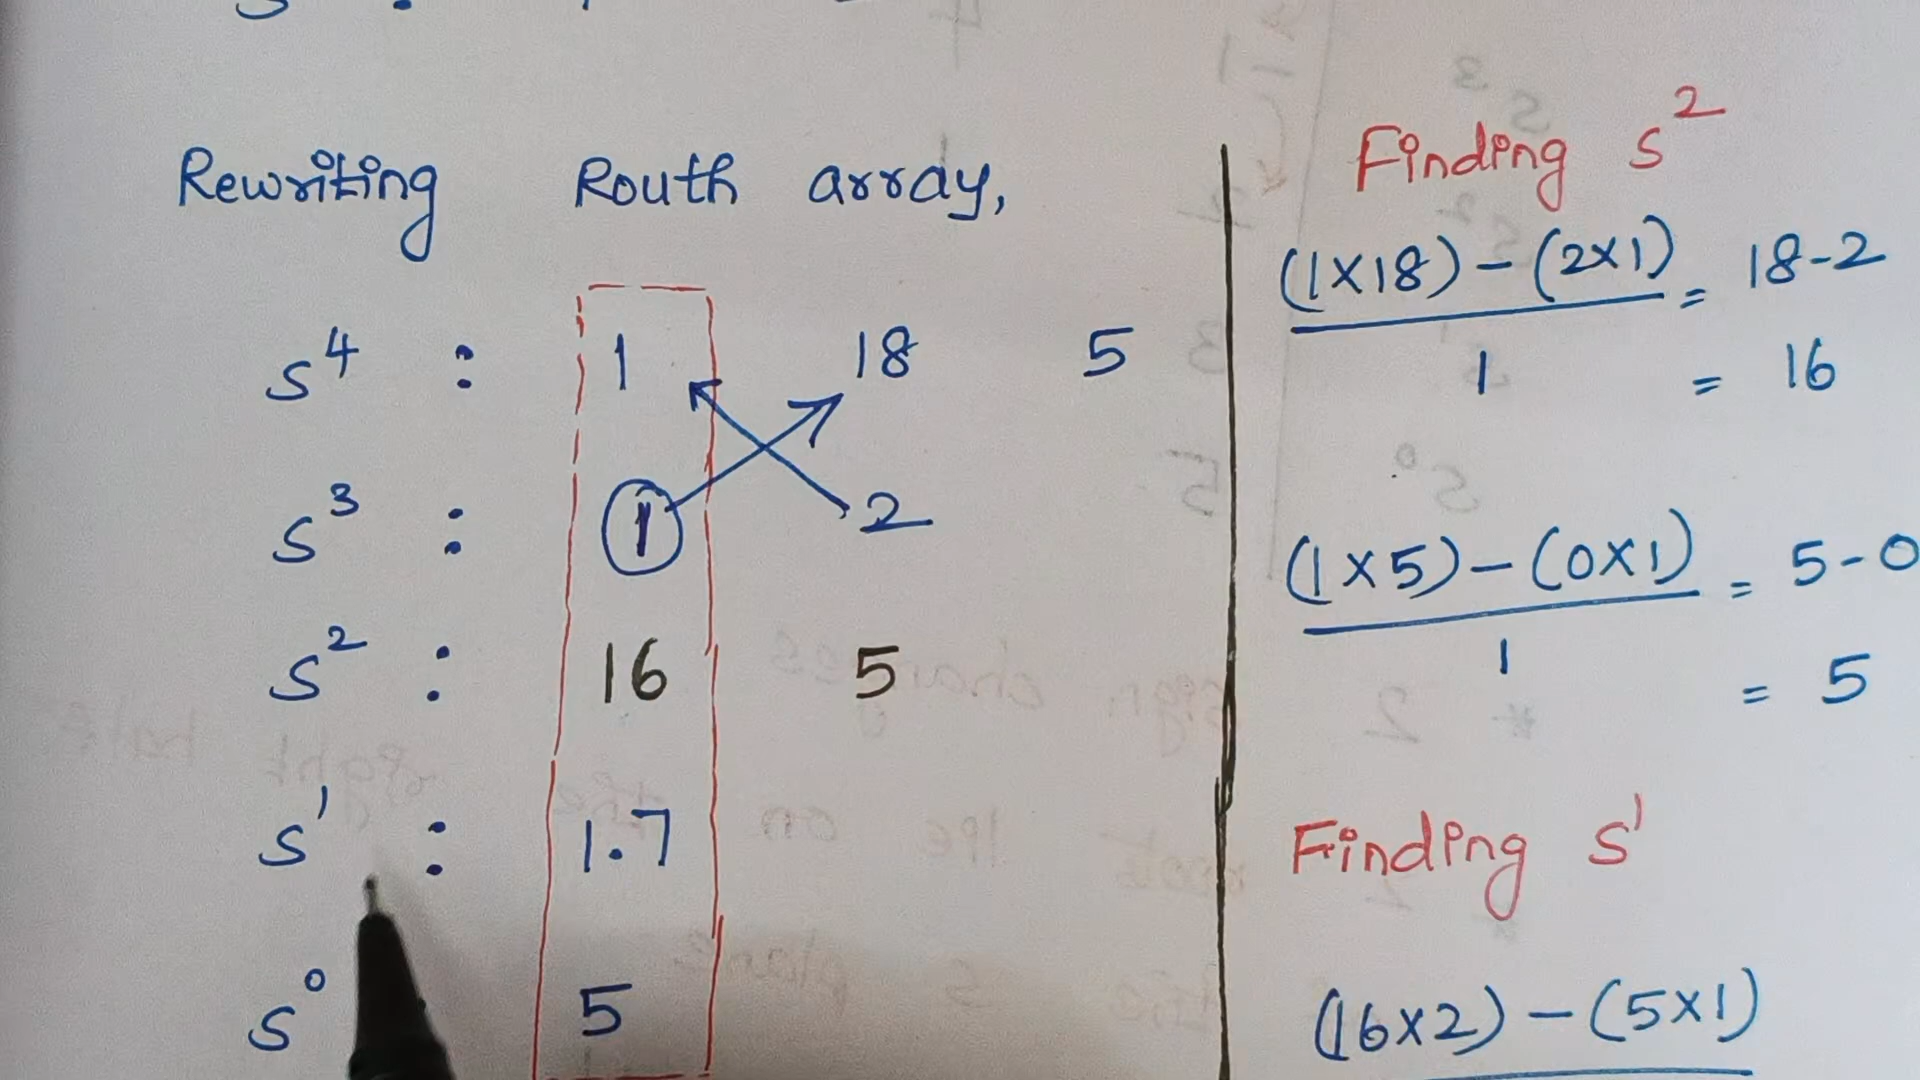 Rewriting Routh array,
s⁴ : 1 18 5
s³ : 1 2
s² : 16 5
s¹ : 1.7
s⁰ 5
Finding s²
(1×18) - (2×1) = 18-2
1 = 16
(1×5) - (0×1) = 5-0
1 = 5
Finding s¹
(16×2) - (5×1)